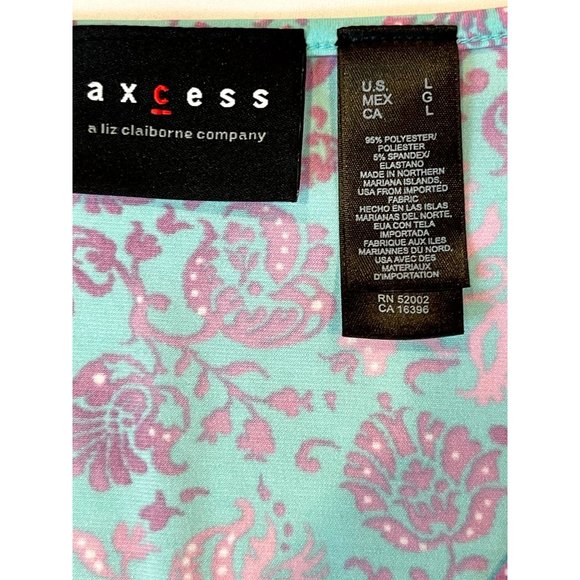 axcess
a liz claiborne company
U.S. L
MEX G
CA L
95% POLYESTER/
POLIESTER
5% SPANDEX/
ELASTANO
MADE IN NORTHERN
MARIANA ISLANDS,
USA FROM IMPORTED
FABRIC
HECHO EN LAS ISLAS
MARIANAS DEL NORTE,
EUA CON TELA
IMPORTADA
FABRIQUE AUX ILES
MARIANNES DU NORD,
USA AVEC DES
MATERIAUX
D'IMPORTATION
RN 52002
CA 16396